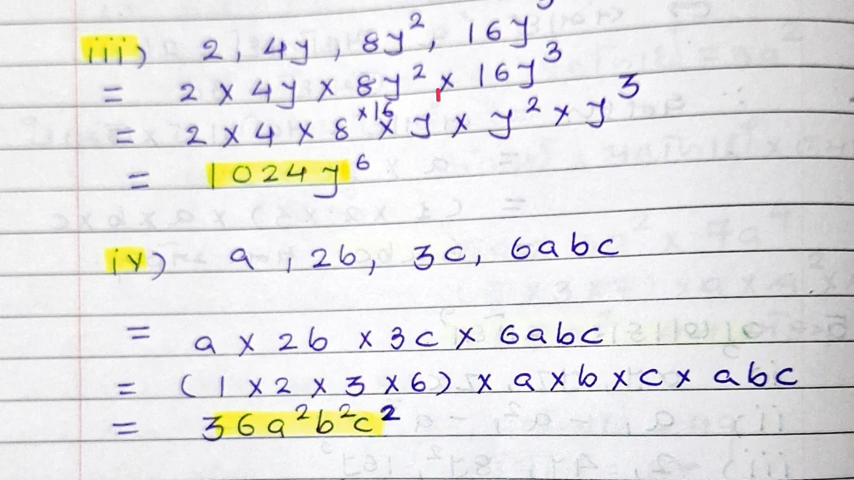 iii) 2, 4y, 8y², 16y³
= 2 × 4y × 8y² × 16y³
= 2 × 4 × 8 ×16 × y × y² × y³
= 1024y⁶
iv) a, 2b, 3c, 6abc
= a × 2b × 3c × 6abc
= (1 × 2 × 3 × 6) × a × b × c × abc
= 36a²b²c²